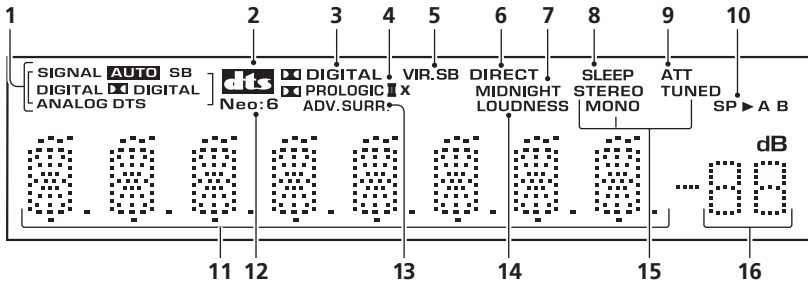 1 2 3 4 5 6 7 8 9 10
SIGNAL AUTO SB dts DIGITAL VIR.SB DIRECT SLEEP ATT
DIGITAL DIGITAL PROLOGIC II X MIDNIGHT STEREO TUNED
ANALOG DTS Neo:6 ADV.SURR. LOUDNESS MONO SP ► A B
dB
11 12 13 14 15 16